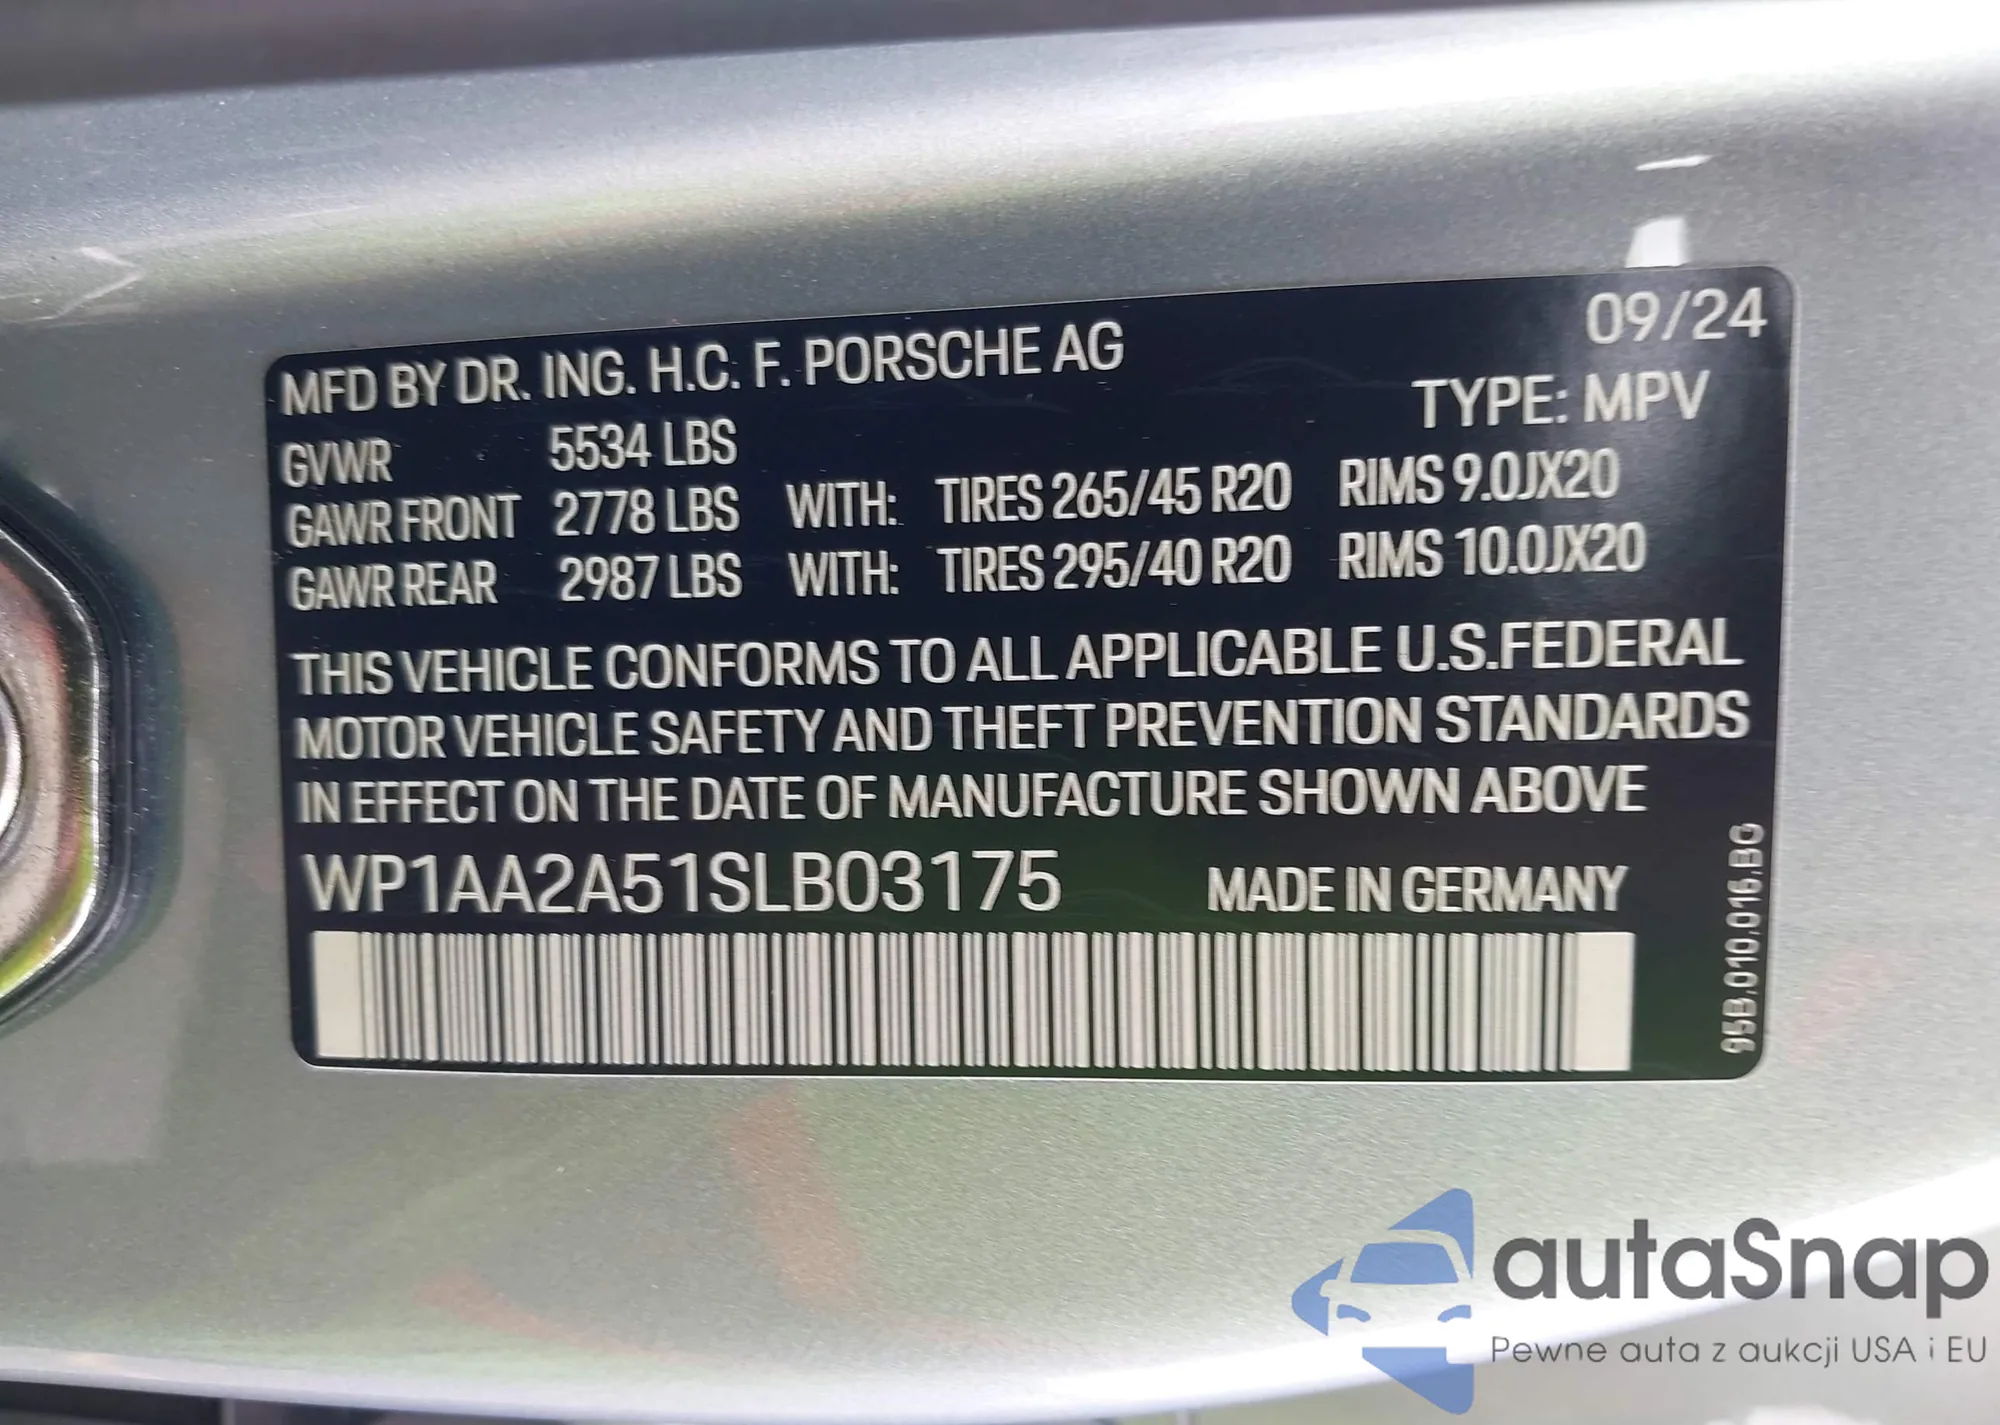 09/24
MFD BY DR. ING. H.C. F. PORSCHE AG
TYPE: MPV
GVWR 5534 LBS
GAWR FRONT 2778 LBS WITH: TIRES 265/45 R20 RIMS 9.0JX20
GAWR REAR 2987 LBS WITH: TIRES 295/40 R20 RIMS 10.0JX20
THIS VEHICLE CONFORMS TO ALL APPLICABLE U.S.FEDERAL
MOTOR VEHICLE SAFETY AND THEFT PREVENTION STANDARDS
IN EFFECT ON THE DATE OF MANUFACTURE SHOWN ABOVE
WP1AA2A51SLB03175 MADE IN GERMANY
95B.010.016.BG
autaSnap
Pewne auta z aukcji USA i EU